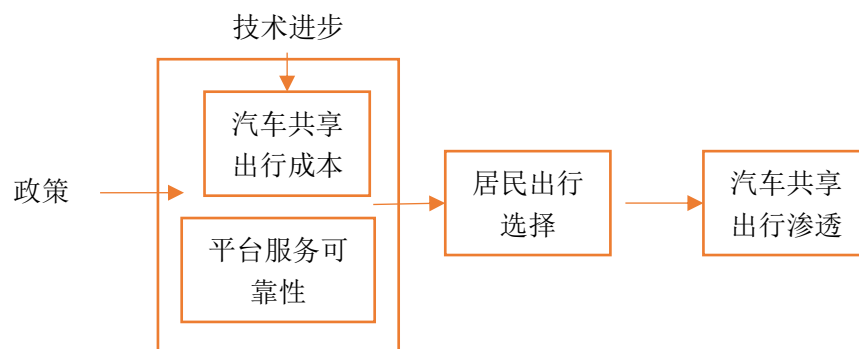 技术进步
汽车共享
出行成本
政策
平台服务可
靠性
居民出行
选择
汽车共享
出行渗透